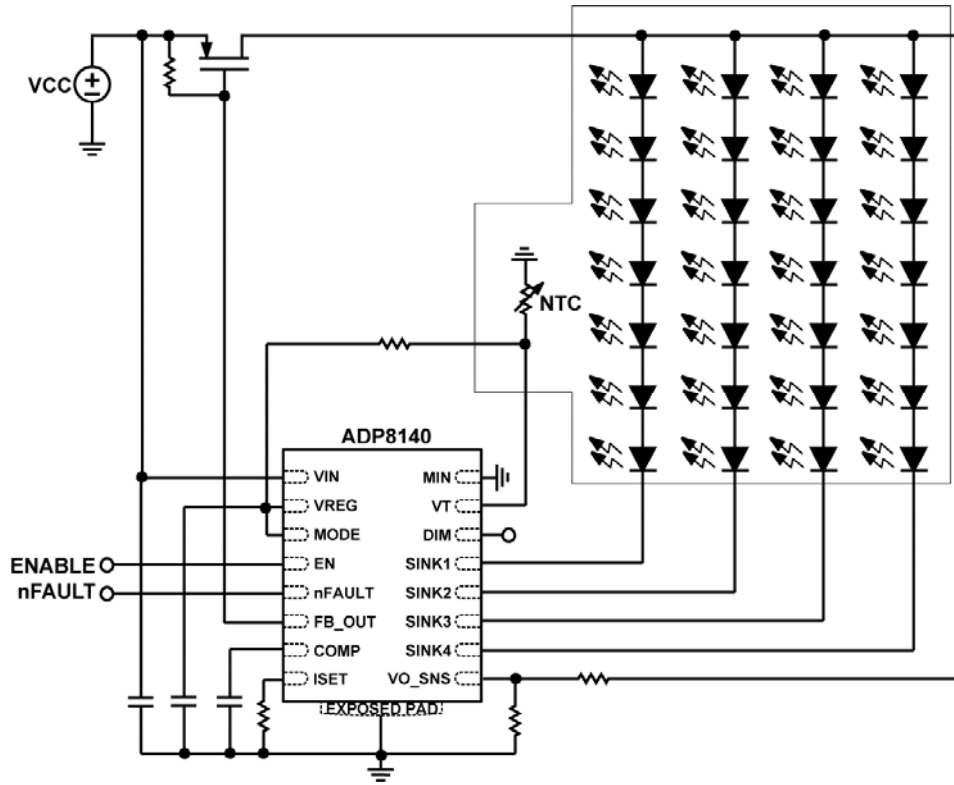 VCC
NTC
ADP8140
VIN
VREG
MODE
EN
nFAULT
FB_OUT
COMP
ISET
MIN
VT
DIM
SINK1
SINK2
SINK3
SINK4
VO_SNS
ENABLE
nFAULT
EXPOSED PAD